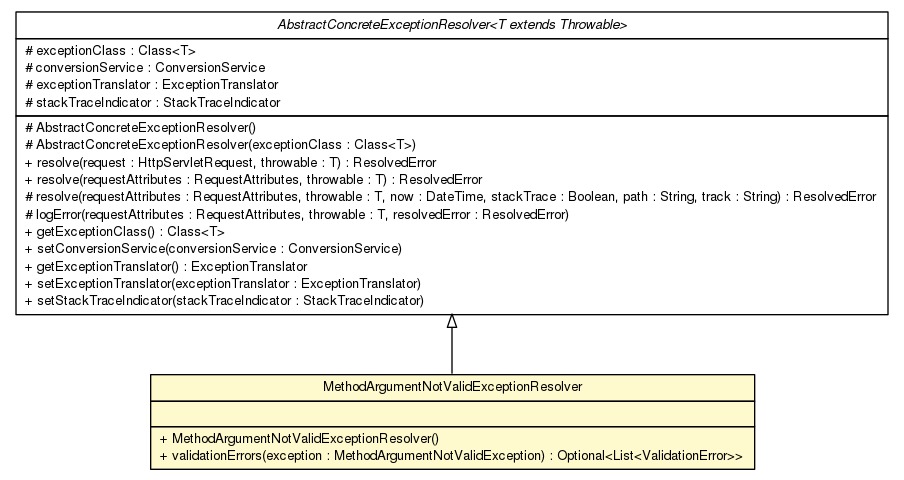 AbstractConcreteExceptionResolver<T extends Throwable>
# exceptionClass : Class<T>
# conversionService : ConversionService
# exceptionTranslator : ExceptionTranslator
# stackTraceIndicator : StackTraceIndicator
# AbstractConcreteExceptionResolver()
# AbstractConcreteExceptionResolver(exceptionClass : Class<T>)
+ resolve(request : HttpServletRequest, throwable : T) : ResolvedError
+ resolve(requestAttributes : RequestAttributes, throwable : T) : ResolvedError
# resolve(requestAttributes : RequestAttributes, throwable : T, now : DateTime, stackTrace : Boolean, path : String, track : String) : ResolvedError
# logError(requestAttributes : RequestAttributes, throwable : T, resolvedError : ResolvedError)
+ getExceptionClass() : Class<T>
+ setConversionService(conversionService : ConversionService)
+ getExceptionTranslator() : ExceptionTranslator
+ setExceptionTranslator(exceptionTranslator : ExceptionTranslator)
+ setStackTraceIndicator(stackTraceIndicator : StackTraceIndicator)
MethodArgumentNotValidExceptionResolver
+ MethodArgumentNotValidExceptionResolver()
+ validationErrors(exception : MethodArgumentNotValidException) : Optional<List<ValidationError>>